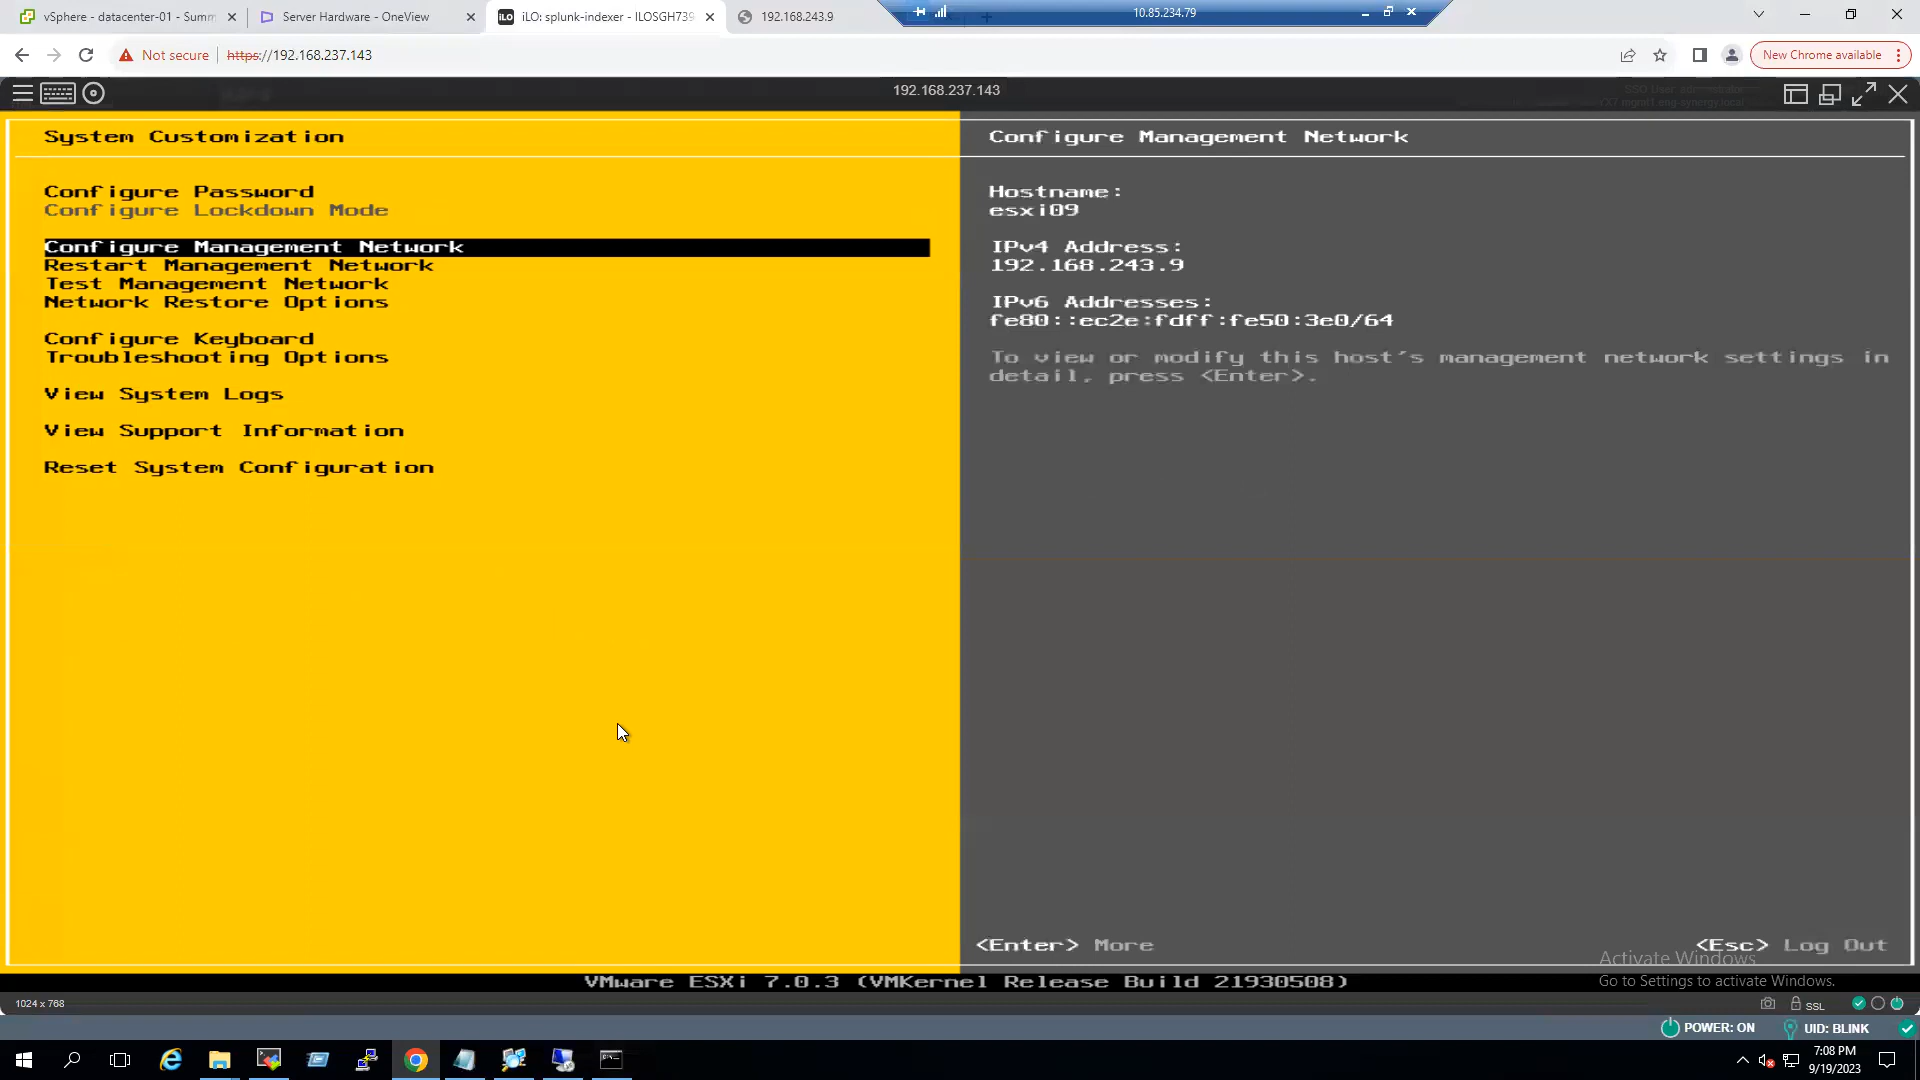 vSphere - datacenter-01 - Summ
Server Hardware - OneView
iLO: splunk-indexer - ILOSGH739
192.168.243.9
10.85.234.79
Not secure
https://192.168.237.143
New Chrome available
192.168.237.143
System Customization
Configure Password
Configure Lockdown Mode
Configure Management Network
Restart Management Network
Test Management Network
Network Restore Options
Configure Keyboard
Troubleshooting Options
View System Logs
View Support Information
Reset System Configuration
Configure Management Network
Hostname:
esxi09
IPv4 Address:
192.168.243.9
IPv6 Addresses:
fe80::ec2e:fdff:fe50:3e0/64
To view or modify this host's management network settings in
detail, press <Enter>.
<Enter> More
<Esc> Log Out
Activate Windows
Go to Settings to activate Windows.
VMware ESXi 7.0.3 (VMKernel Release Build 21930508)
1024 x 768
SSL
POWER: ON
UID: BLINK
7:08 PM
9/19/2023